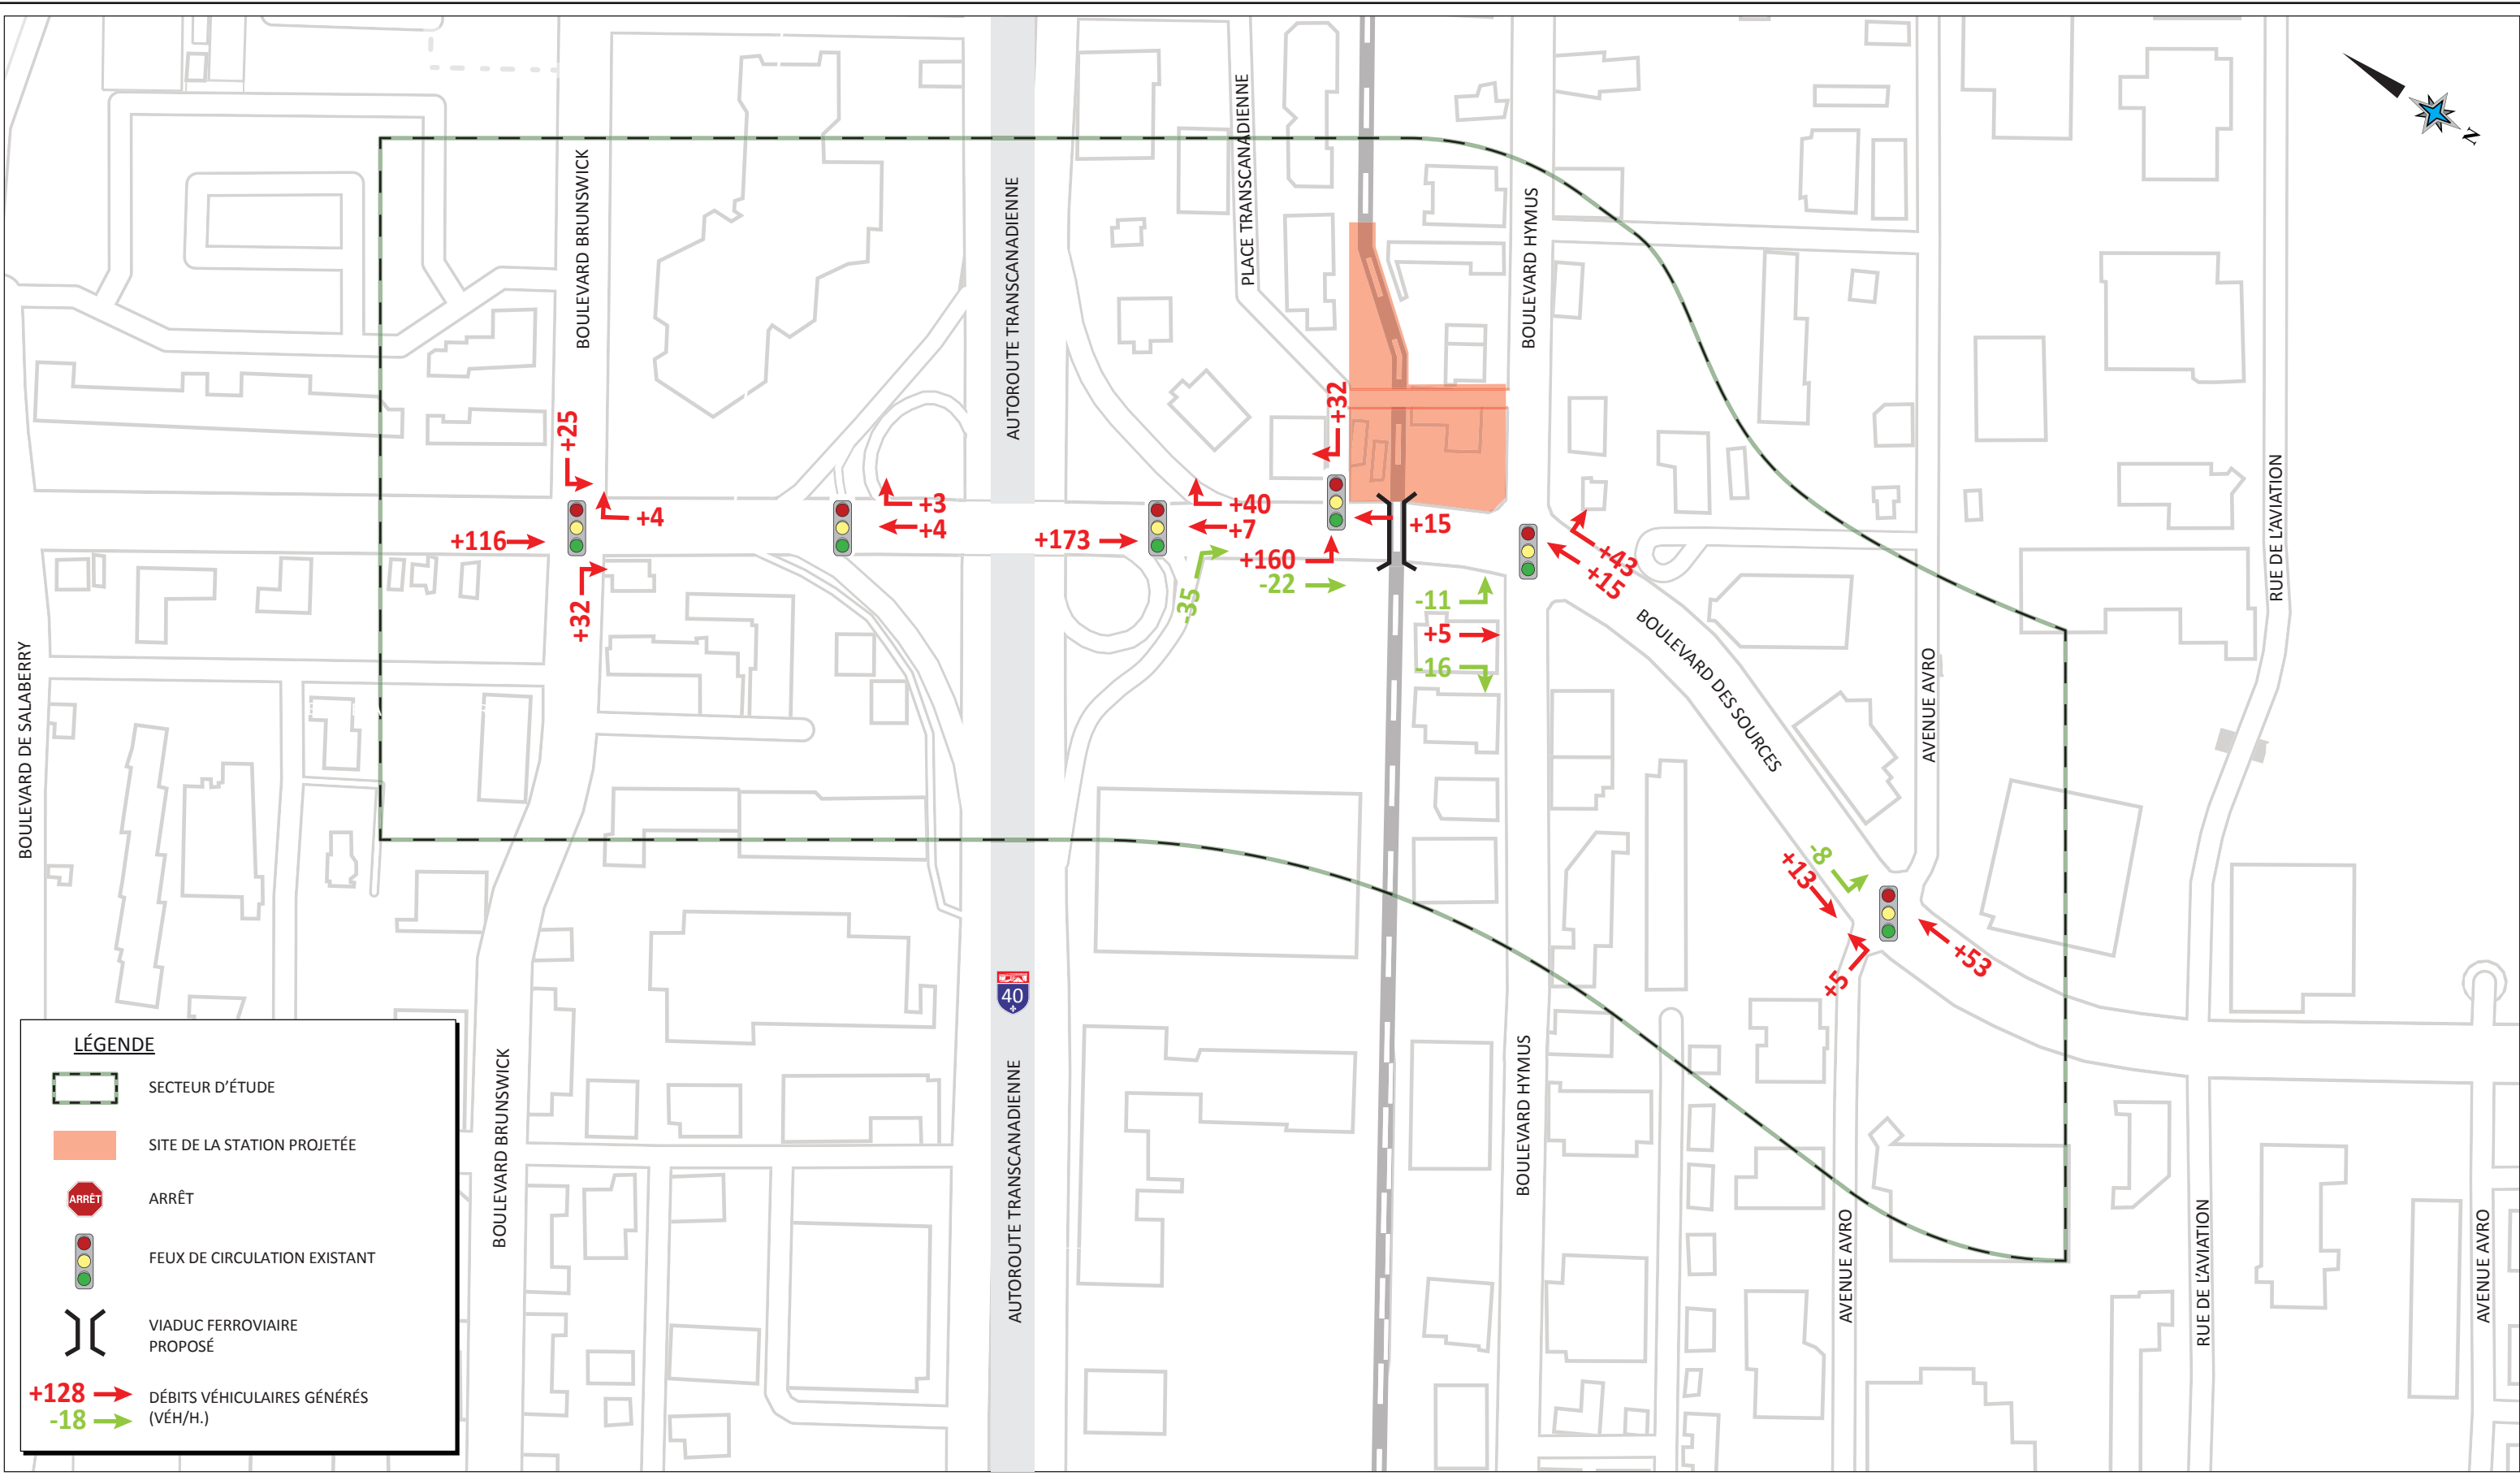 BOULEVARD BRUNSWICK
AUTOROUTE TRANSCANADIENNE
PLACE TRANSCANADIENNE
BOULEVARD HYMUS
N
+25
+4
+116
+32
+3
+4
+173
+40
+7
-35
+32
+160
-22
+15
-11
+5
-16
+43
+15
BOULEVARD DES SOURCES
RUE DE L'AVIATION
AVENUE AVRO
BOULEVARD DE SALABERRY
-8
+13
+5
+53
40
BOULEVARD BRUNSWICK
AUTOROUTE TRANSCANADIENNE
BOULEVARD HYMUS
AVENUE AVRO
RUE DE L'AVIATION
AVENUE AVRO
LÉGENDE
SECTEUR D'ÉTUDE
SITE DE LA STATION PROJETÉE
ARRÊT
ARRÊT
FEUX DE CIRCULATION EXISTANT
VIADUC FERROVIAIRE
PROPOSÉ
+128
DÉBITS VÉHICULAIRES GÉNÉRÉS
-18
(VÉH/H.)